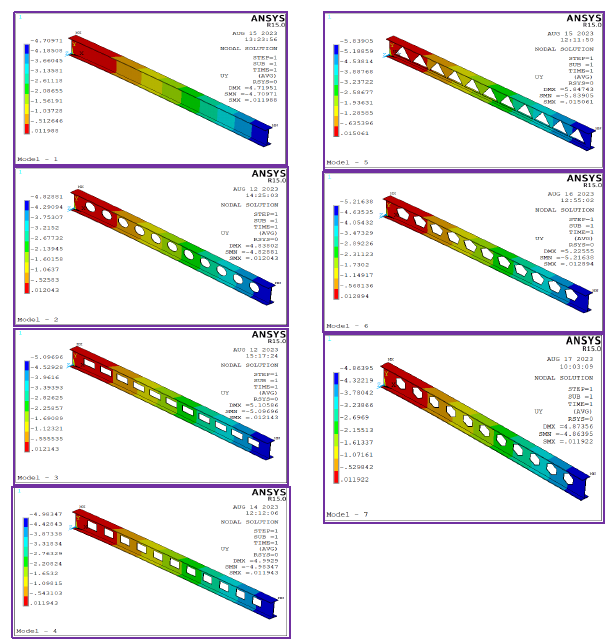 1
ANSYS
R15.0
AUG 15 2023
13:23:56
NODAL SOLUTION
STEP=1
SUB =1
TIME=1
UY (AVG)
RSYS=0
DMX =4.71951
SMN =-4.70971
SMX =.011988
-4.70971
-4.18508
-3.66045
-3.13581
-2.61118
-2.08655
-1.56191
-1.03728
-.512646
.011988
MN
MX
Model - 1
ANSYS
R15.0
AUG 12 2023
14:25:03
NODAL SOLUTION
STEP=1
SUB =1
TIME=1
UY (AVG)
RSYS=0
DMX =4.83802
SMN =-4.82881
SMX =.012043
-4.82881
-4.29094
-3.75307
-3.2152
-2.67732
-2.13945
-1.60158
-1.0637
-.52583
.012043
Model - 2
ANSYS
R15.0
AUG 12 2023
15:17:24
NODAL SOLUTION
STEP=1
SUB =1
TIME=1
UY (AVG)
RSYS=0
SMN =-5.09696
SMX =.012143
-5.09696
-4.52928
-3.9616
-3.39393
-2.82625
-2.25857
-1.69089
-1.12321
-.555535
.012143
Model - 3
ANSYS
R15.0
AUG 14 2023
12:12:06
NODAL SOLUTION
STEP=1
SUB =1
TIME=1
UY (AVG)
RSYS=0
DMX =4.9929
SMN =-4.98347
SMX =.011943
-4.98347
-4.42843
-3.87338
-3.31834
-2.76329
-2.20824
-1.6532
-1.09815
-.543103
.011943
Model - 4
ANSYS
R15.0
AUG 15 2023
NODAL SOLUTION
STEP=1
SUB =1
TIME=1
UY (AVG)
RSYS=0
DMX =5.84743
SMN =-5.83905
SMX =.015061
-5.83905
-5.18859
-4.53814
-3.88768
-3.23722
-2.58677
-1.93631
-1.28585
-.635396
.015061
Model - 5
ANSYS
R15.0
AUG 16 2023
12:55:02
NODAL SOLUTION
STEP=1
SUB =1
TIME=1
UY (AVG)
RSYS=0
DMX =5.22555
SMN =-5.21638
SMX =.012894
-5.21638
-4.63535
-4.05432
-3.47329
-2.89226
-2.31123
-1.7302
-1.14917
-.568136
.012894
Model - 6
ANSYS
R15.0
AUG 17 2023
10:03:09
NODAL SOLUTION
STEP=1
SUB =1
TIME=1
UY (AVG)
RSYS=0
DMX =4.87356
SMN =-4.86395
SMX =.011922
-4.86395
-4.32219
-3.78042
-3.23866
-2.6969
-2.15513
-1.61337
-1.07161
-.529842
.011922
Model - 7